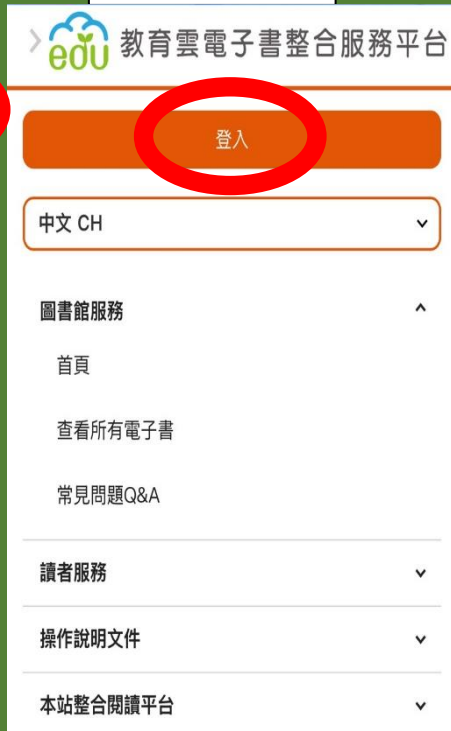 edu 教育雲電子書整合服務平台
登入
中文 CH
圖書館服務
首頁
查看所有電子書
常見問題Q&A
讀者服務
操作說明文件
本站整合閱讀平台